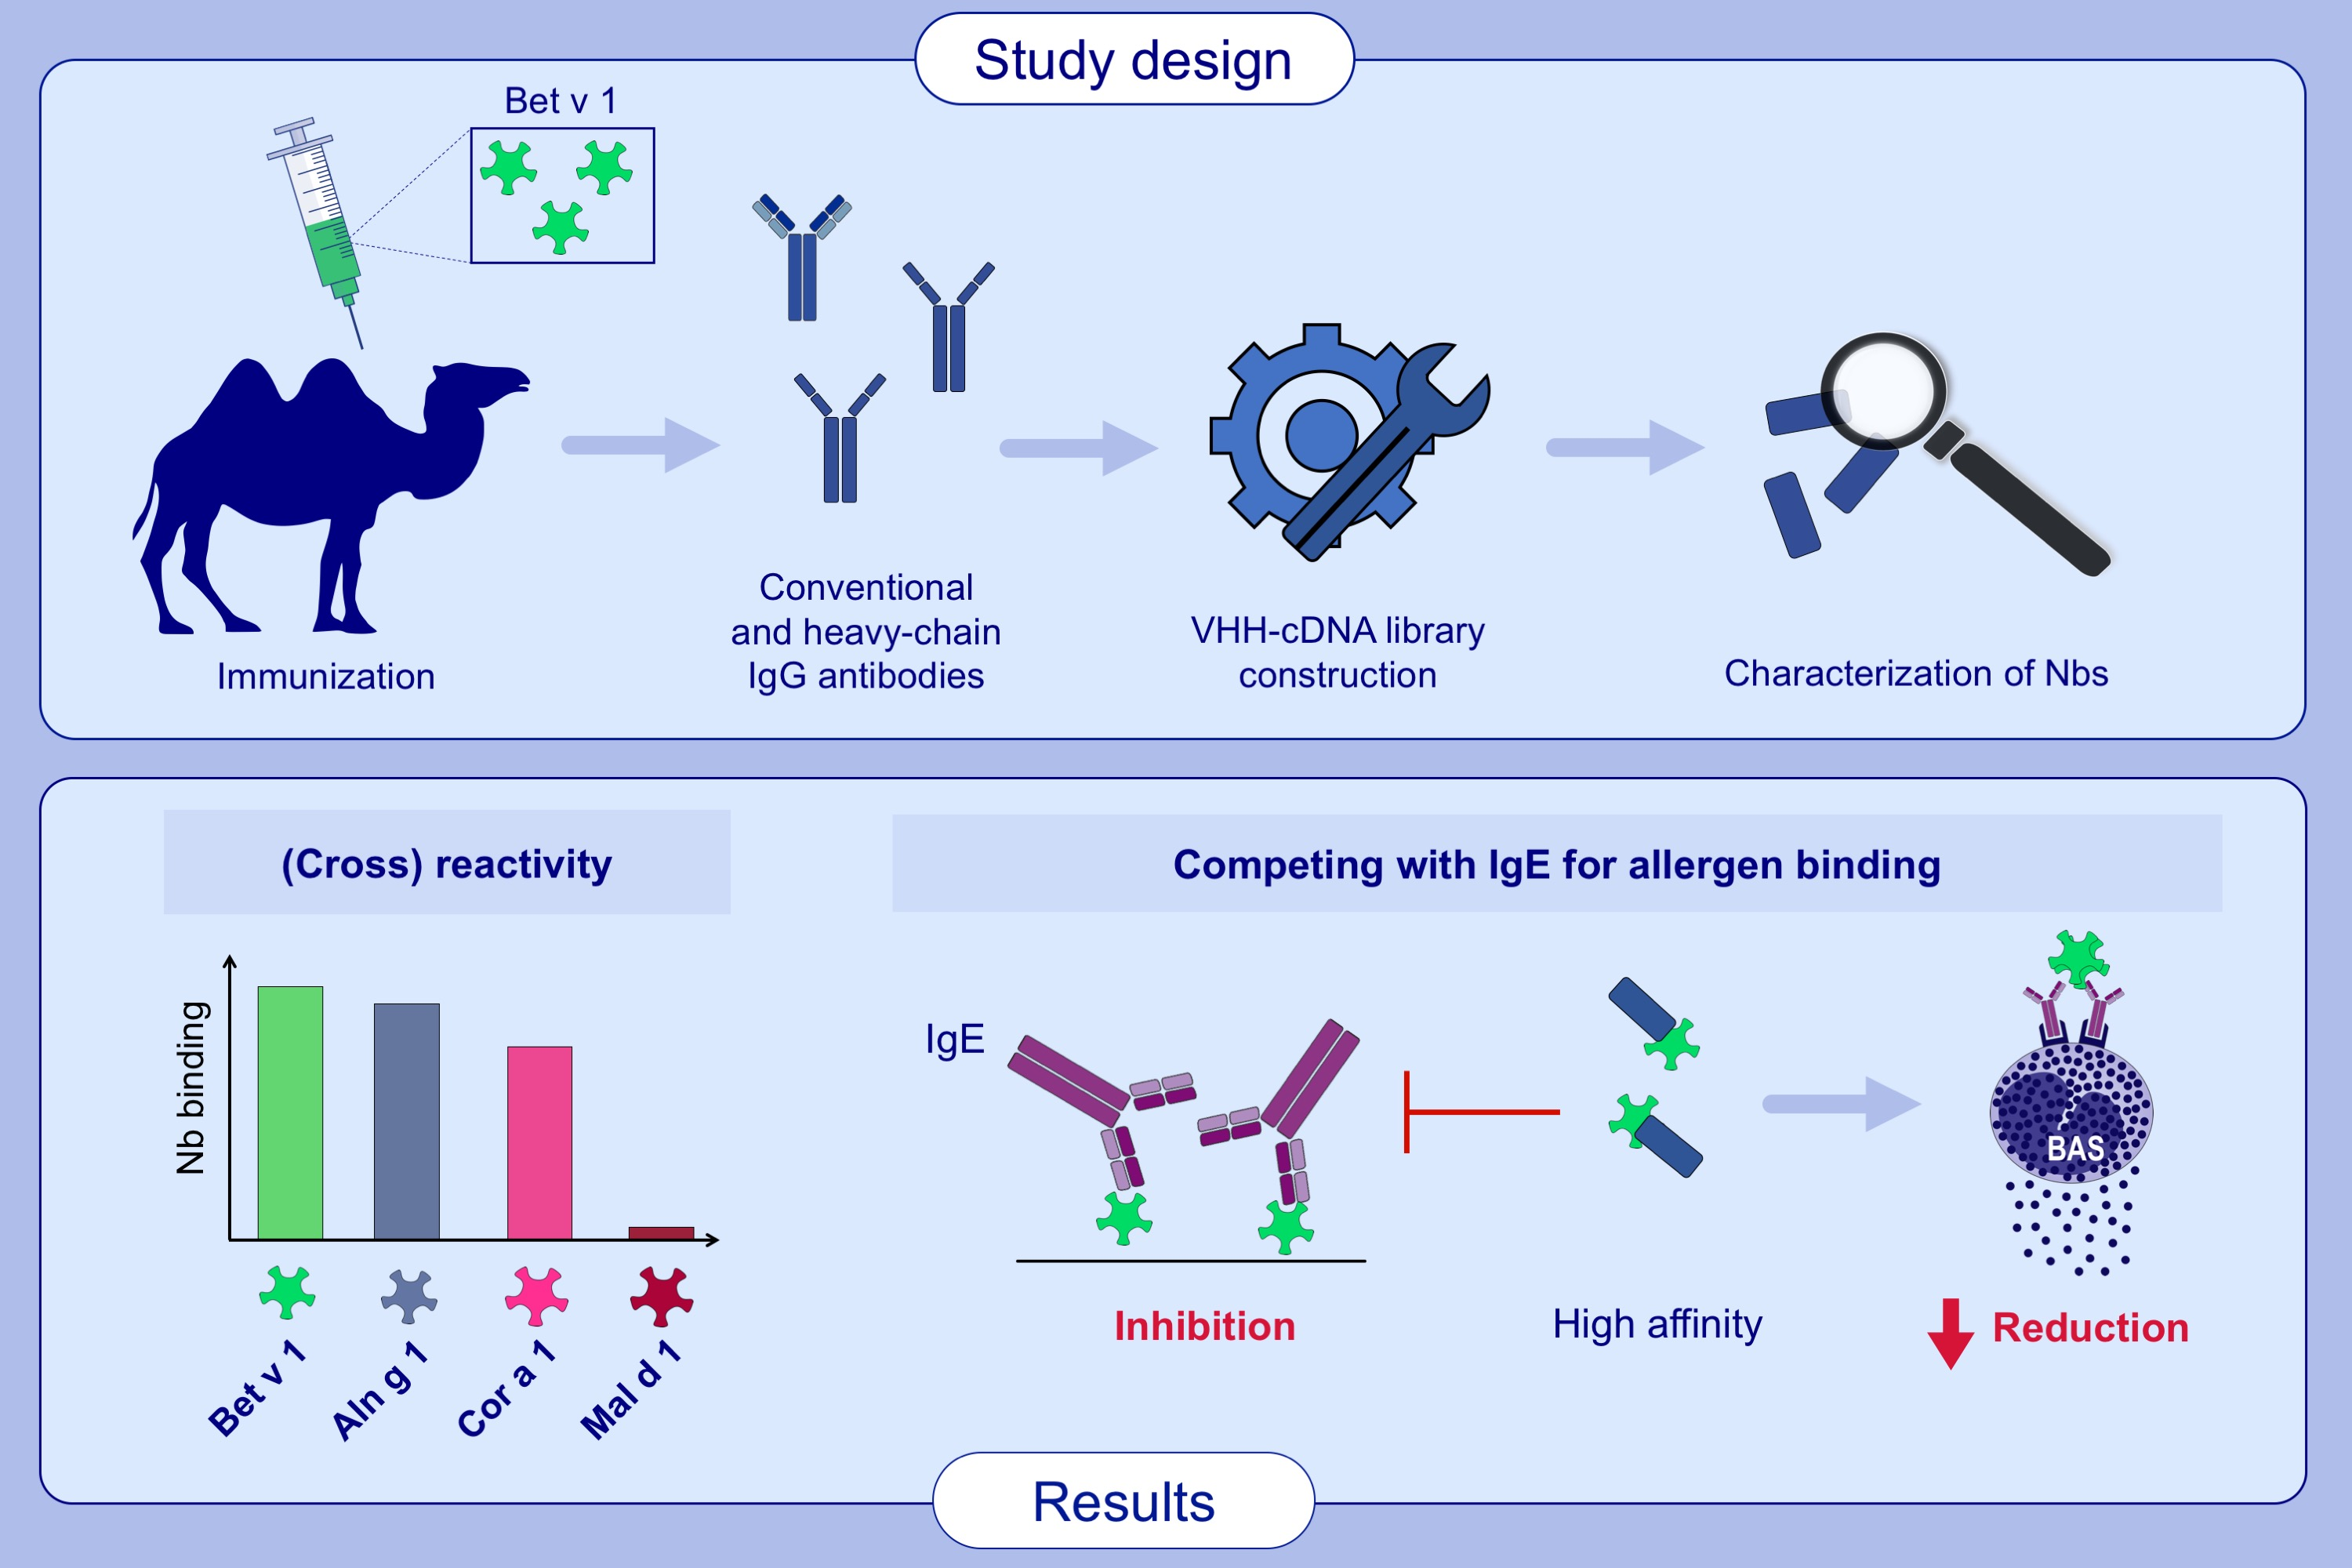 Study design
Bet v 1
Immunization
Conventional
and heavy-chain
IgG antibodies
VHH-cDNA library
construction
Characterization of Nbs
(Cross) reactivity
Nb binding
Bet v 1
Aln g 1
Cor a 1
Mal d 1
Competing with IgE for allergen binding
IgE
Inhibition
High affinity
BAS
Reduction
Results